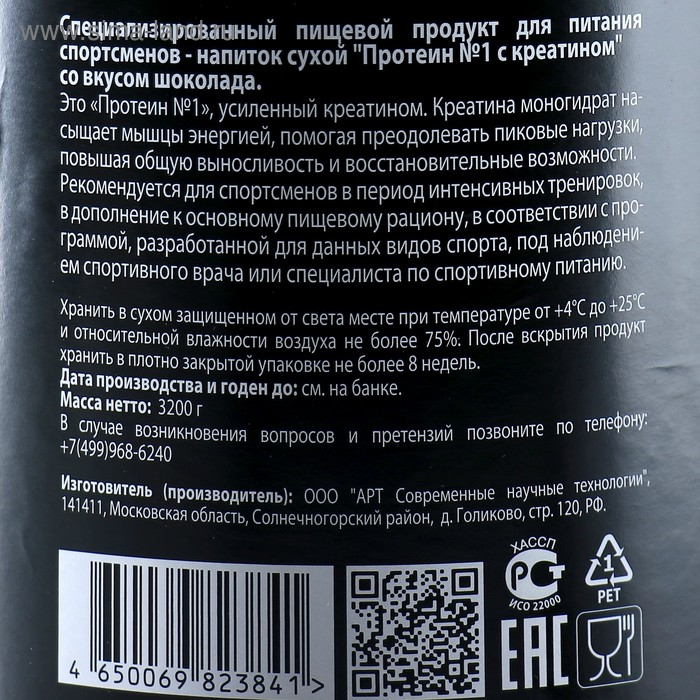 www.sima-land.ru
Специализированный пищевой продукт для питания
спортсменов - напиток сухой "Протеин №1 с креатином"
со вкусом шоколада.
Это «Протеин №1», усиленный креатином. Креатина моногидрат на-
сыщает мышцы энергией, помогая преодолевать пиковые нагрузки,
повышая общую выносливость и восстановительные возможности.
Рекомендуется для спортсменов в период интенсивных тренировок,
в дополнение к основному пищевому рациону, в соответствии с про-
граммой, разработанной для данных видов спорта, под наблюдени-
ем спортивного врача или специалиста по спортивному питанию.
Хранить в сухом защищенном от света месте при температуре от +4°С до +25°С
и относительной влажности воздуха не более 75%. После вскрытия продукт
хранить в плотно закрытой упаковке не более 8 недель.
Дата производства и годен до: см. на банке.
Масса нетто: 3200 г
В случае возникновения вопросов и претензий позвоните по телефону:
+7(499)968-6240
Изготовитель (производитель): ООО "АРТ Современные научные технологии",
141411, Московская область, Солнечногорский район, д. Голиково, стр. 120, РФ.
ХАССП
РСТ
ИСО 22000
1
PET
EAC
4 650069 823841 >